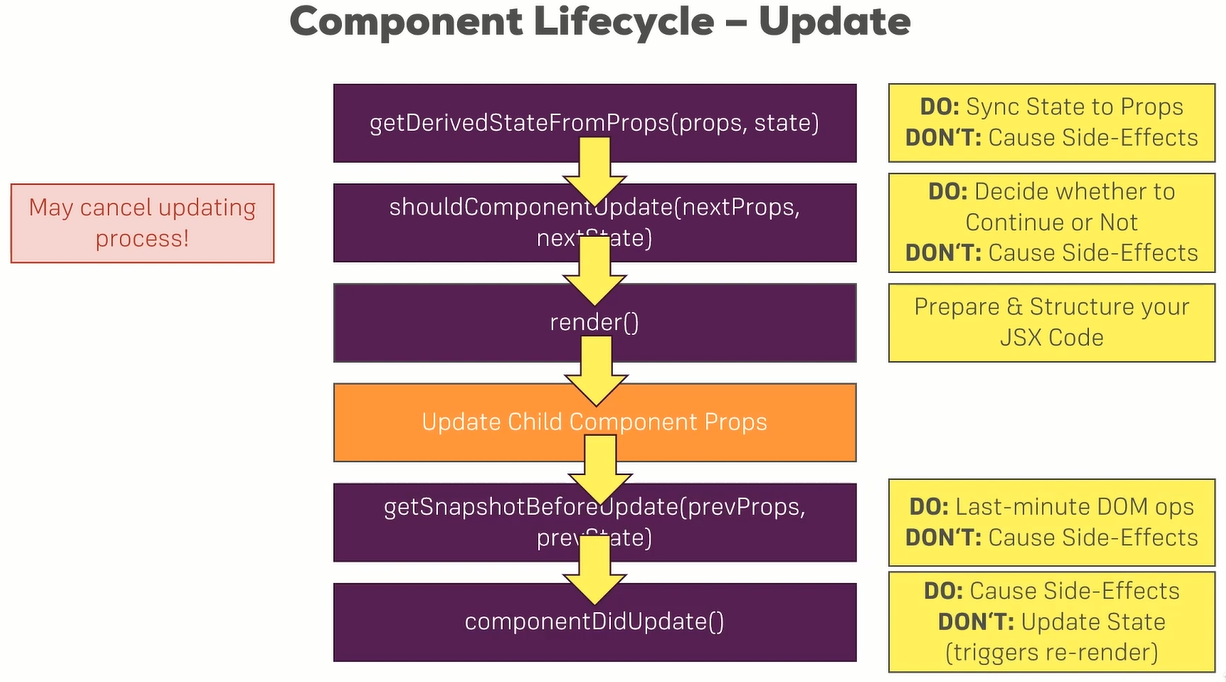 Component Lifecycle – Update
getDerivedStateFromProps(props, state)
DO: Sync State to Props
DON‘T: Cause Side-Effects
May cancel updating
process!
shouldComponentUpdate(nextProps,
nextState)
DO: Decide whether to
Continue or Not
DON‘T: Cause Side-Effects
render()
Prepare & Structure your
JSX Code
Update Child Component Props
getSnapshotBeforeUpdate(prevProps,
prevState)
DO: Last-minute DOM ops
DON‘T: Cause Side-Effects
componentDidUpdate()
DO: Cause Side-Effects
DON‘T: Update State
(triggers re-render)